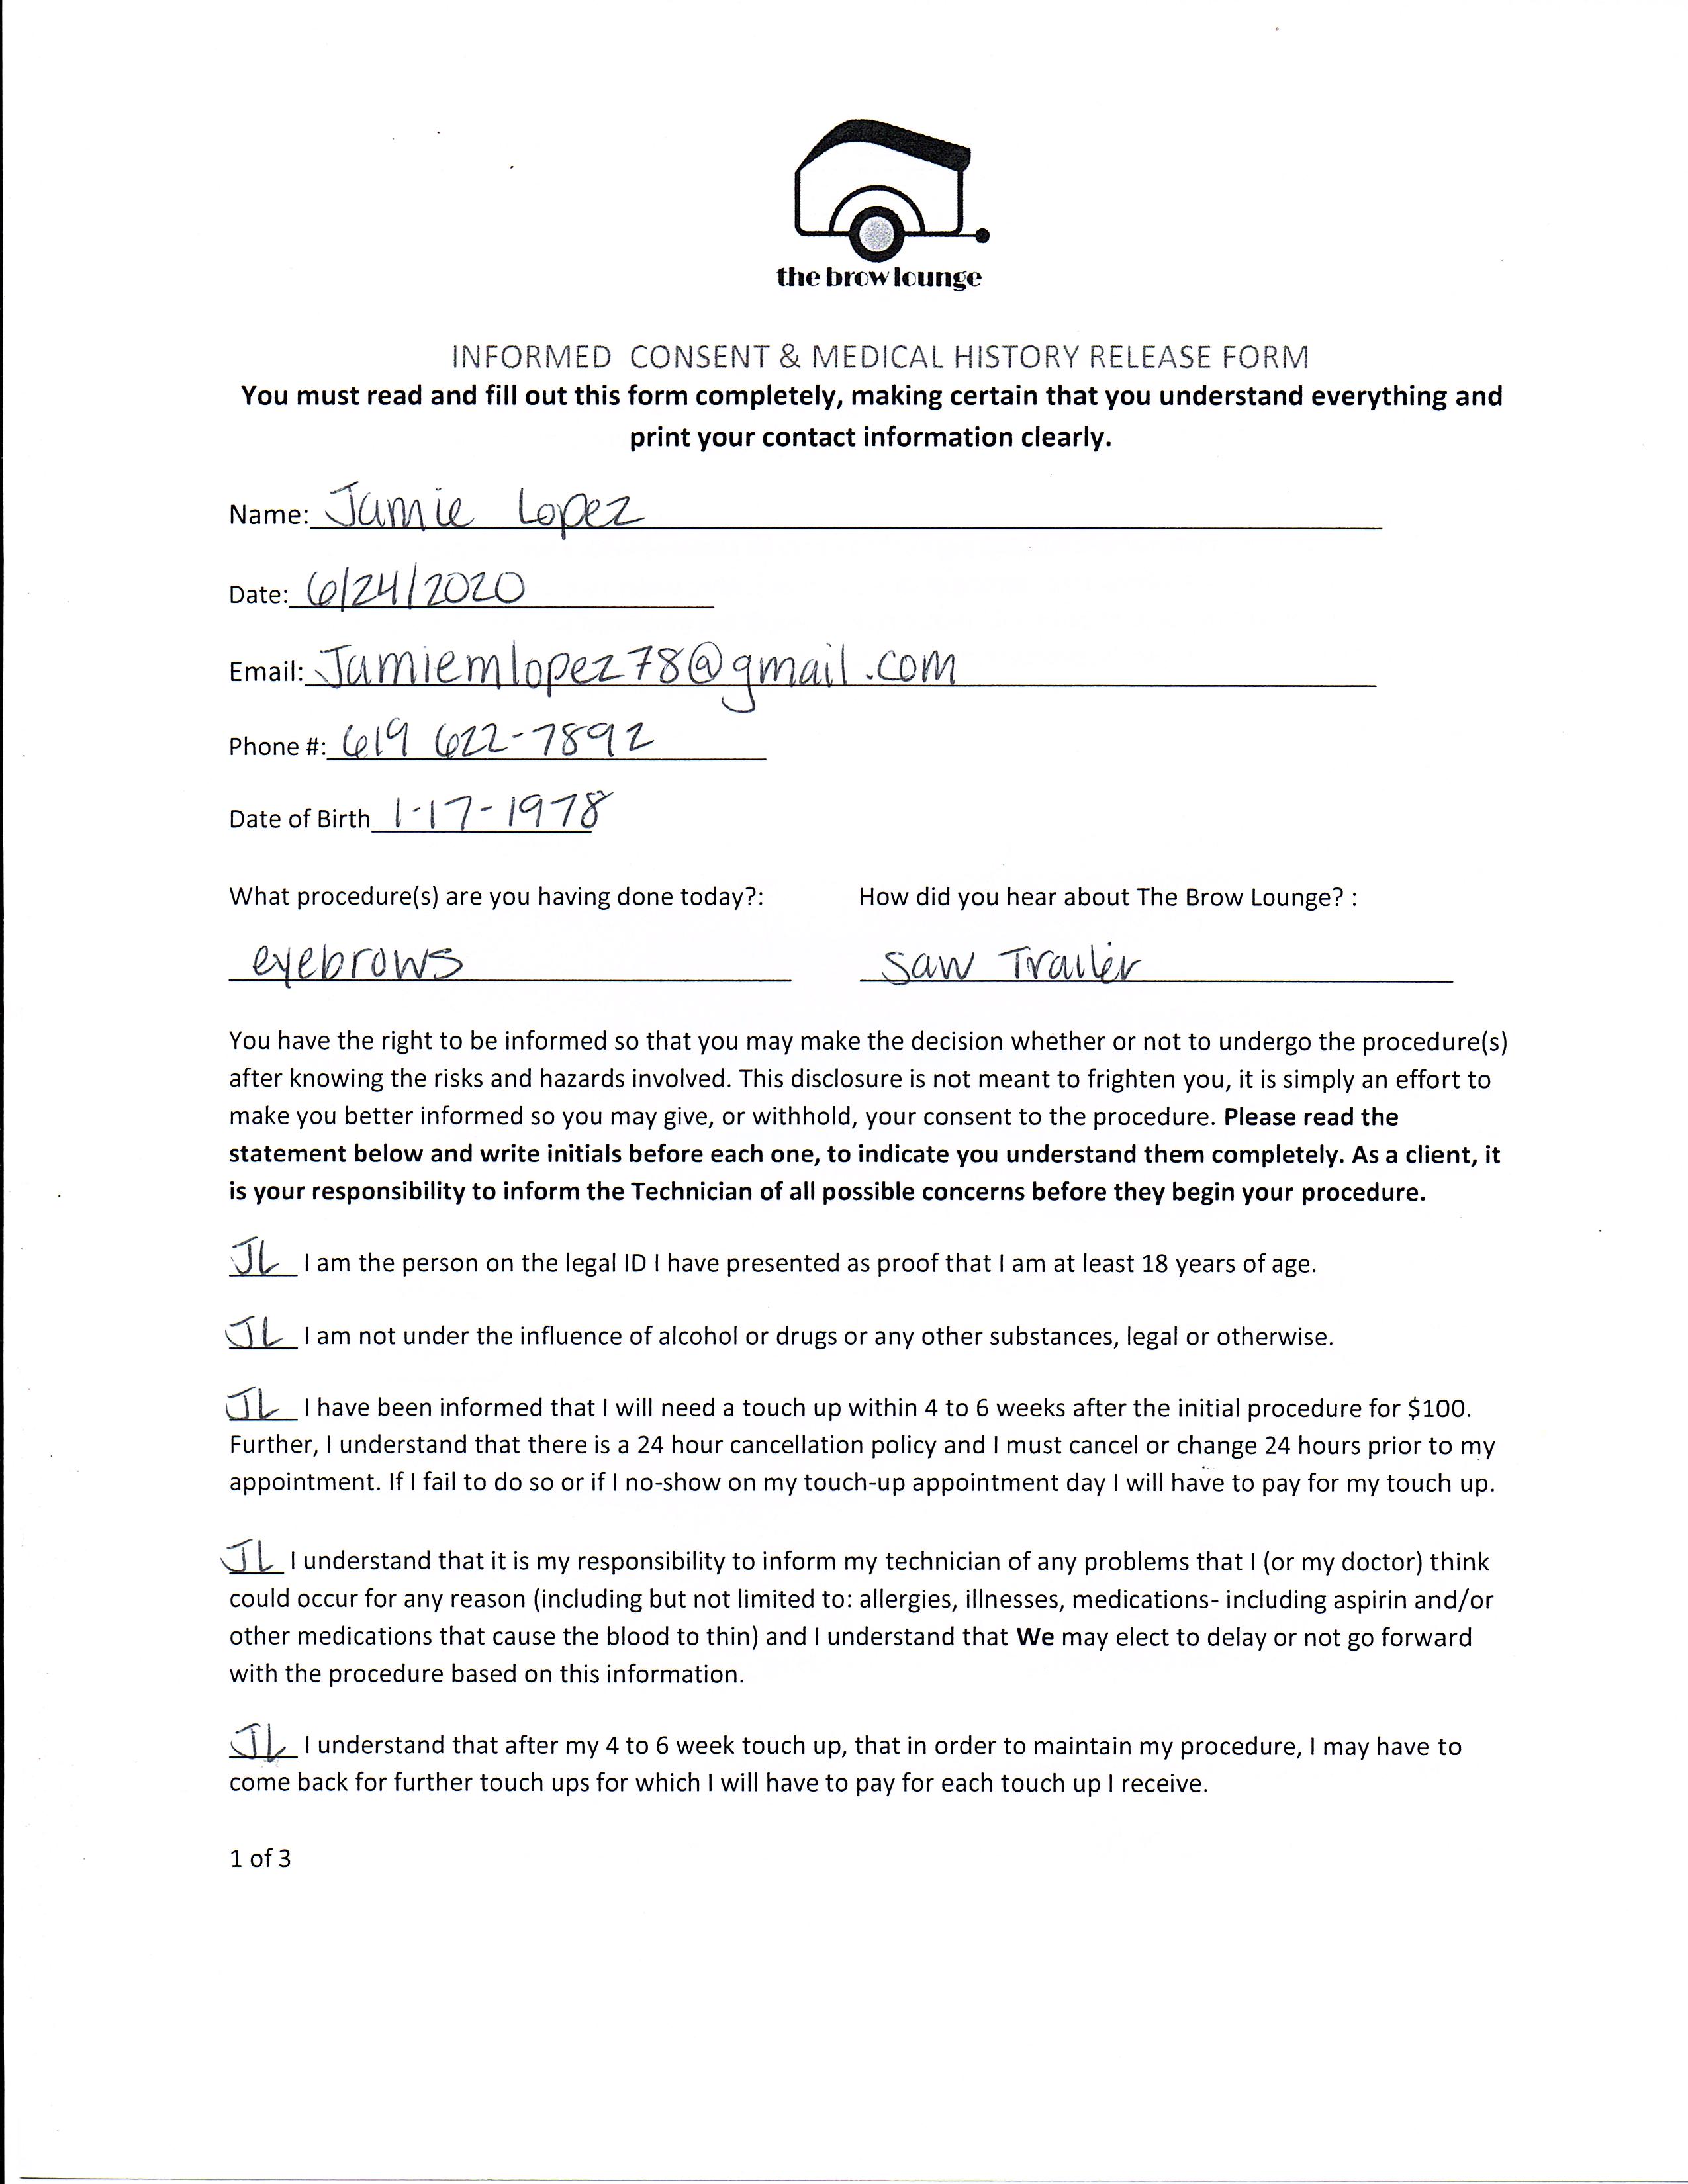 the brow lounge
INFORMED CONSENT & MEDICAL HISTORY RELEASE FORM
You must read and fill out this form completely, making certain that you understand everything and
print your contact information clearly.
Name: Jamie Lopez
Date: 6/24/2020
Email: Jamiemlopez78@gmail.com
Phone #: 619 622-7892
Date of Birth 1-17-1978
What procedure(s) are you having done today?: How did you hear about The Brow Lounge? :
eyebrows saw Trailer
You have the right to be informed so that you may make the decision whether or not to undergo the procedure(s)
after knowing the risks and hazards involved. This disclosure is not meant to frighten you, it is simply an effort to
make you better informed so you may give, or withhold, your consent to the procedure. Please read the
statement below and write initials before each one, to indicate you understand them completely. As a client, it
is your responsibility to inform the Technician of all possible concerns before they begin your procedure.
JL I am the person on the legal ID I have presented as proof that I am at least 18 years of age.
JL I am not under the influence of alcohol or drugs or any other substances, legal or otherwise.
JL I have been informed that I will need a touch up within 4 to 6 weeks after the initial procedure for $100.
Further, I understand that there is a 24 hour cancellation policy and I must cancel or change 24 hours prior to my
appointment. If I fail to do so or if I no-show on my touch-up appointment day I will have to pay for my touch up.
JL I understand that it is my responsibility to inform my technician of any problems that I (or my doctor) think
could occur for any reason (including but not limited to: allergies, illnesses, medications- including aspirin and/or
other medications that cause the blood to thin) and I understand that We may elect to delay or not go forward
with the procedure based on this information.
JL I understand that after my 4 to 6 week touch up, that in order to maintain my procedure, I may have to
come back for further touch ups for which I will have to pay for each touch up I receive.
1 of 3